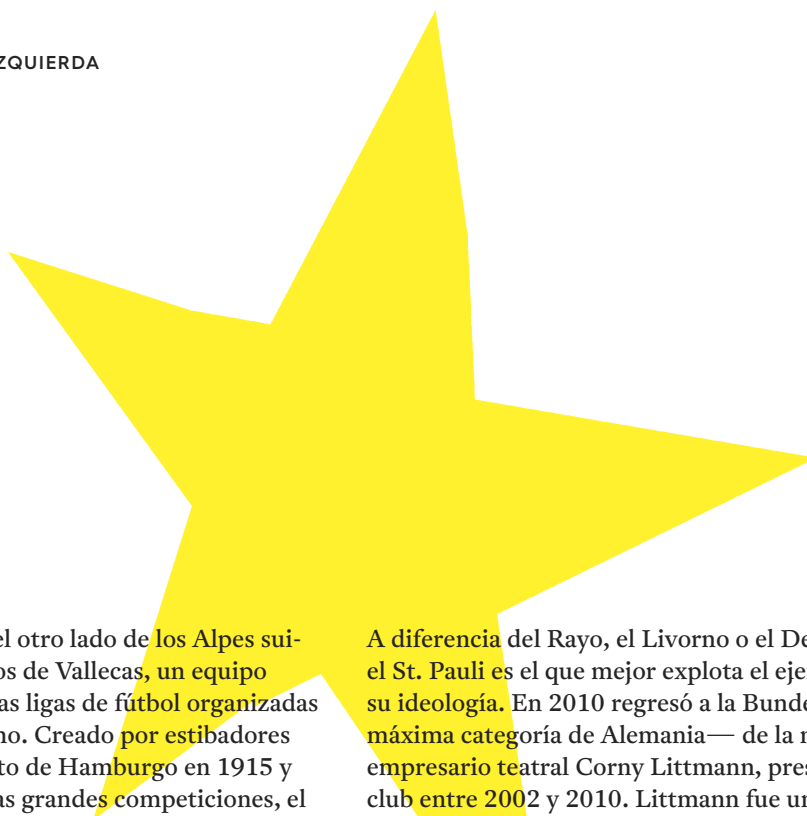 ZQUIERDA
el otro lado de los Alpes sui-
os de Vallecas, un equipo
as ligas de fútbol organizadas
no. Creado por estibadores
to de Hamburgo en 1915 y
as grandes competiciones, el
A diferencia del Rayo, el Livorno o el De
el St. Pauli es el que mejor explota el eje
su ideología. En 2010 regresó a la Bunde
máxima categoría de Alemania— de la m
empresario teatral Corny Littmann, pres
club entre 2002 y 2010. Littmann fue un